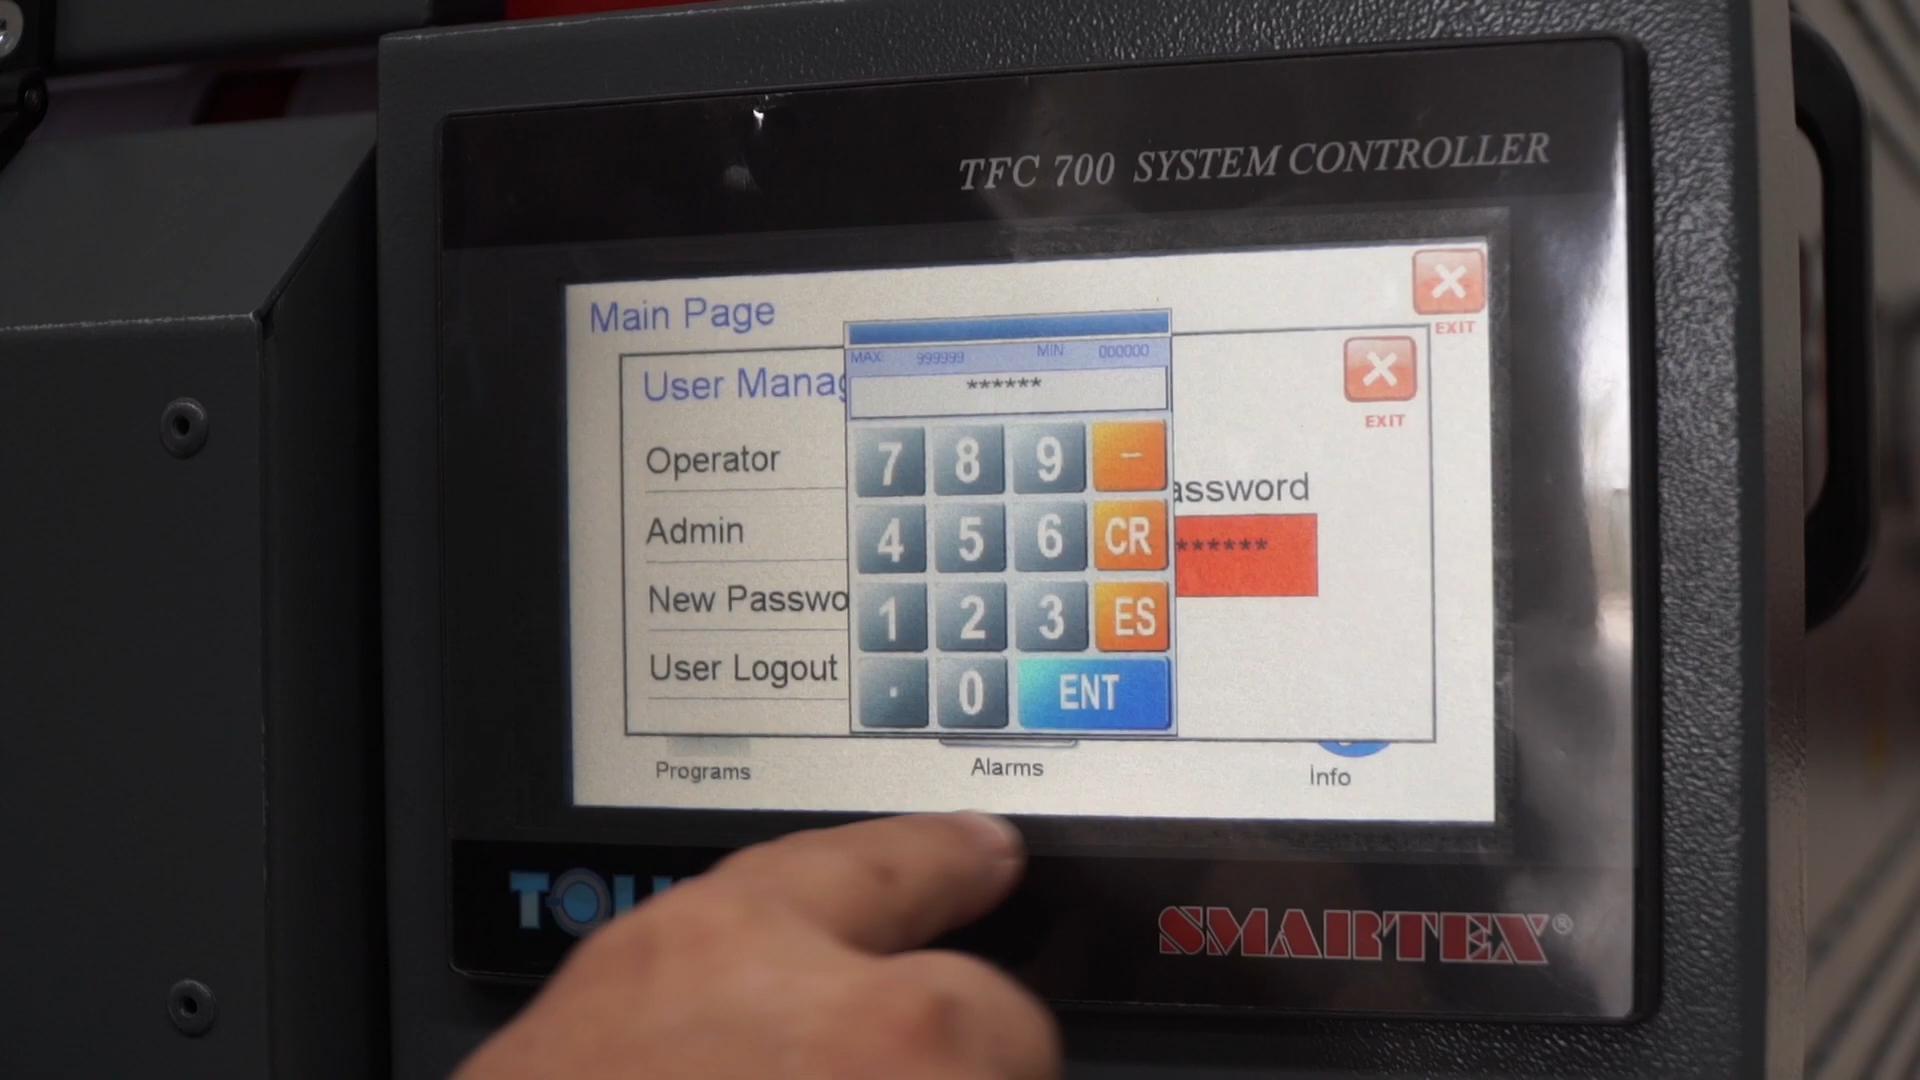 TFC 700 SYSTEM CONTROLLER
Main Page
EXIT
MAX: 999999 MIN 000000
User Manag
******
EXIT
Operator
7 8 9 -
assword
Admin
4 5 6 CR
******
New Passwo
1 2 3 ES
User Logout
. 0 ENT
Programs
Alarms
İnfo
SMARTEX®